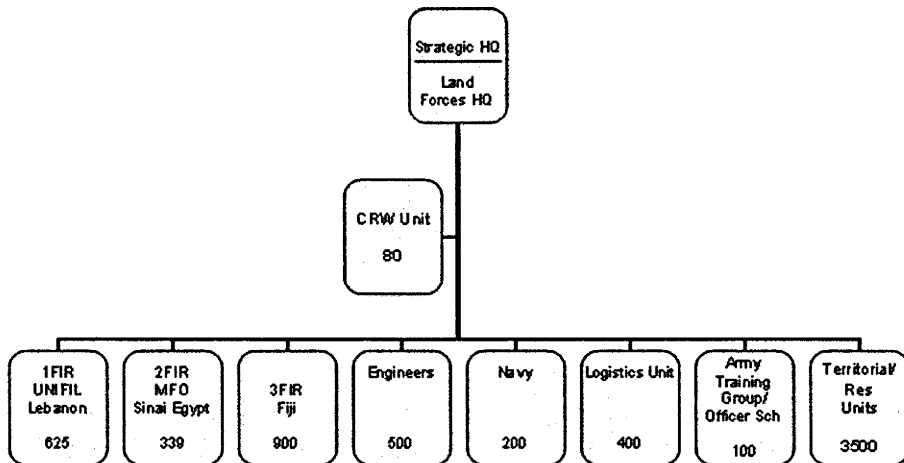 Strategic HQ
Land
Forces HQ
CRW Unit
80
1FIR
UNIFIL
Lebanon
625
2FIR
MFO
Sinai Egypt
339
3FIR
Fiji
900
Engineers
500
Navy
200
Logistics Unit
400
Army
Training
Group/
Officer Sch
100
Territorial/
Res
Units
3500